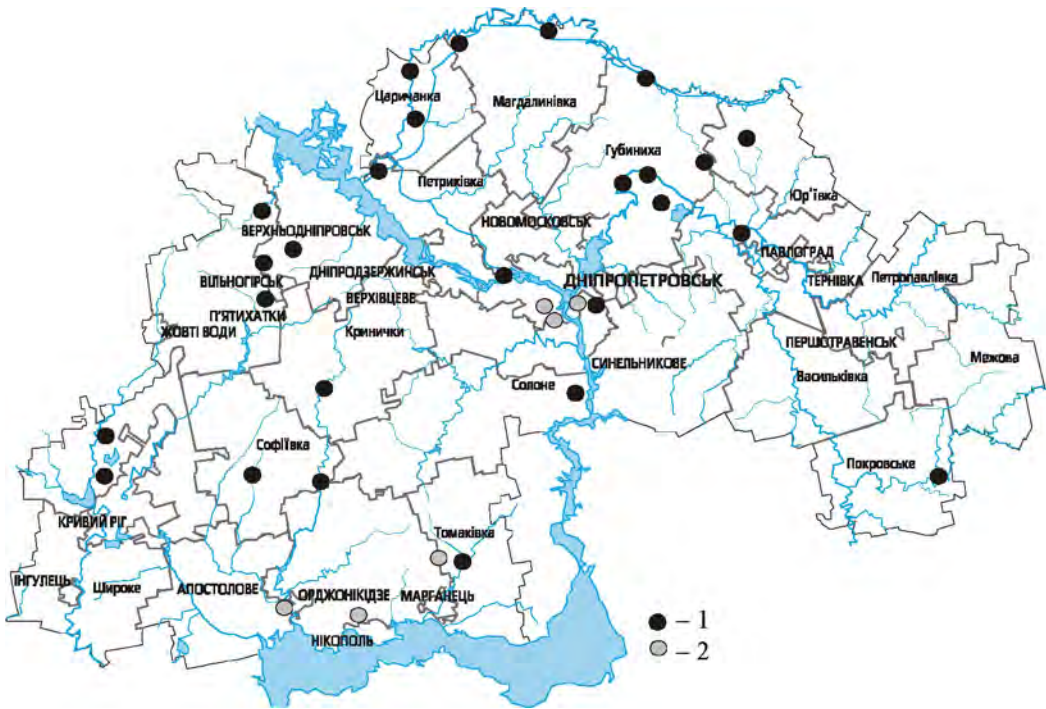 Царичанка
Магдалинівка
Губиниха
Петриківка
Юр'ївка
НОВОМОСКОВСЬК
ВЕРХНЬОДНІПРОВСЬК
ПАВЛОГРАД
ДНІПРОДЗЕРЖИНСЬК
ДНІПРОПЕТРОВСЬК
ТЕРНІВКА
Петропавлівка
ВІЛЬНОГІРСЬК
ВЕРХІВЦЕВЕ
П'ЯТИХАТКИ
ЖОВТІ ВОДИ
Кринички
ПЕРШОТРАВЕНСЬК
СИНЕЛЬНИКОВЕ
Межова
Васильківка
Солоне
Софіївка
Покровське
КРИВИЙ РІГ
Томаківка
ІНГУЛЕЦЬ
Широке
АПОСТОЛОВЕ
ОРДЖОНІКІДЗЕ
МАРГАНЕЦЬ
НІКОПОЛЬ
– 1
– 2